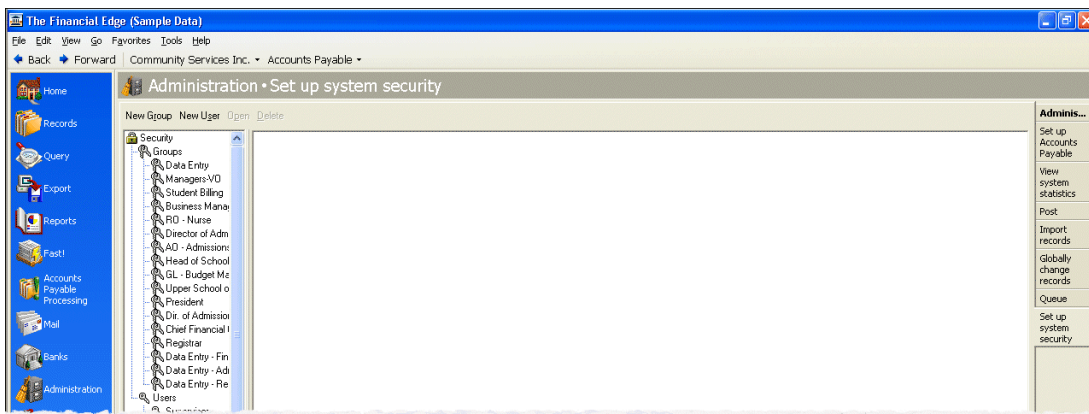 The Financial Edge (Sample Data)
File Edit View Go Favorites Tools Help
Back Forward Community Services Inc. Accounts Payable
Home
Records
Query
Export
Reports
Fast!
Accounts
Payable
Processing
Mail
Banks
Administration
Administration • Set up system security
New Group New User Open Delete
Security
Groups
Data Entry
Managers-VO
Student Billing
Business Mana
RO - Nurse
Director of Adm
AO - Admissions
Head of School
GL - Budget Ma
Upper School o
President
Dir. of Admission
Chief Financial
Registrar
Data Entry - Fin
Data Entry - Adm
Data Entry - Re
Users
Adminis...
Set up
Accounts
Payable
View
system
statistics
Post
Import
records
Globally
change
records
Queue
Set up
system
security